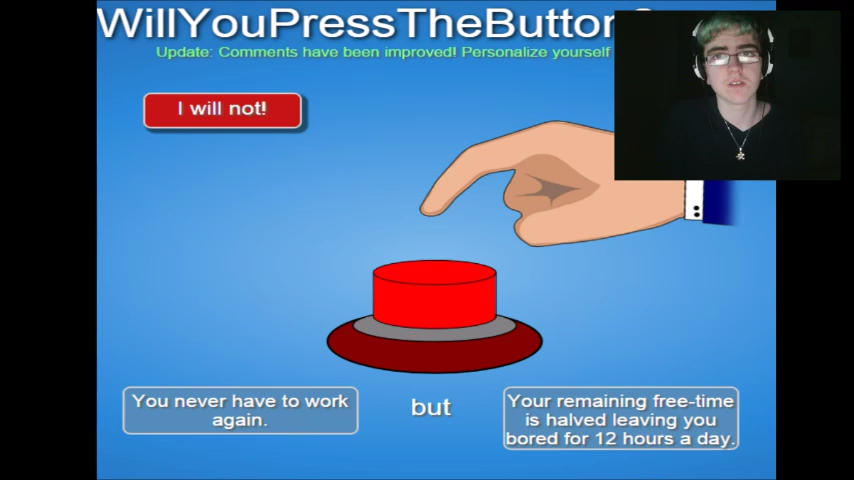 WillYouPressTheButton?
Update: Comments have been improved! Personalize yourself
I will not!
You never have to work
again.
but
Your remaining free-time
is halved leaving you
bored for 12 hours a day.